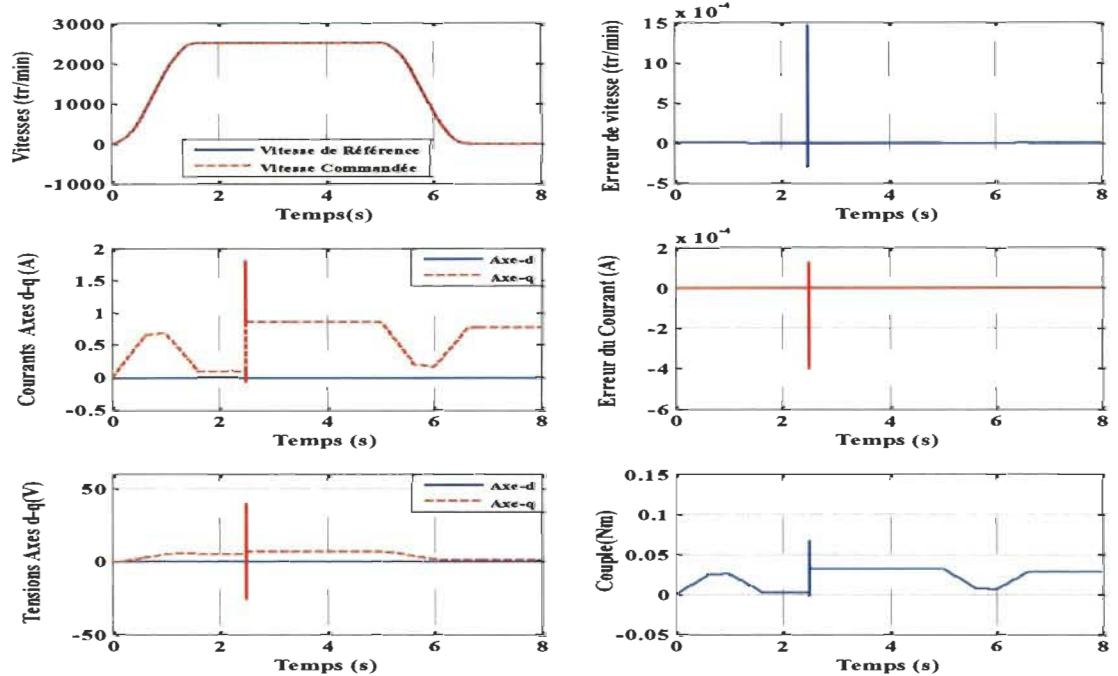 3000
2000
1000
0
-1000
Vitesses (tr/min)
Vitesse de Référence
Vitesse Commandée
0 2 4 6 8
Temps(s)
x 10⁻⁴
15
10
5
0
-5
Erreur de vitesse (tr/min)
0 2 4 6 8
Temps (s)
2
1.5
1
0.5
0
-0.5
Courants Axes d-q (A)
Axe-d
Axe-q
0 2 4 6 8
Temps (s)
x 10⁻⁴
2
0
-2
-4
-6
Erreur du Courant (A)
0 2 4 6 8
Temps (s)
50
0
-50
Tensions Axes d-q(V)
Axe-d
Axe-q
0 2 4 6 8
Temps (s)
0.15
0.1
0.05
0
-0.05
Couple(Nm)
0 2 4 6 8
Temps (s)